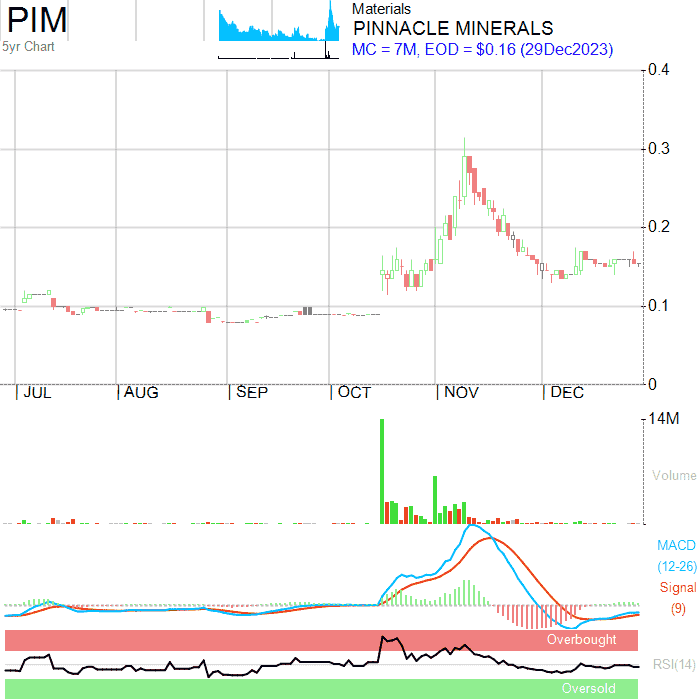 PIM
5yr Chart
Materials
PINNACLE MINERALS
MC = 7M, EOD = $0.16 (29Dec2023)
0.4
0.3
0.2
0.1
0
JUL AUG SEP OCT NOV DEC
14M
Volume
MACD
(12-26)
Signal
(9)
Overbought
RSI(14)
Oversold